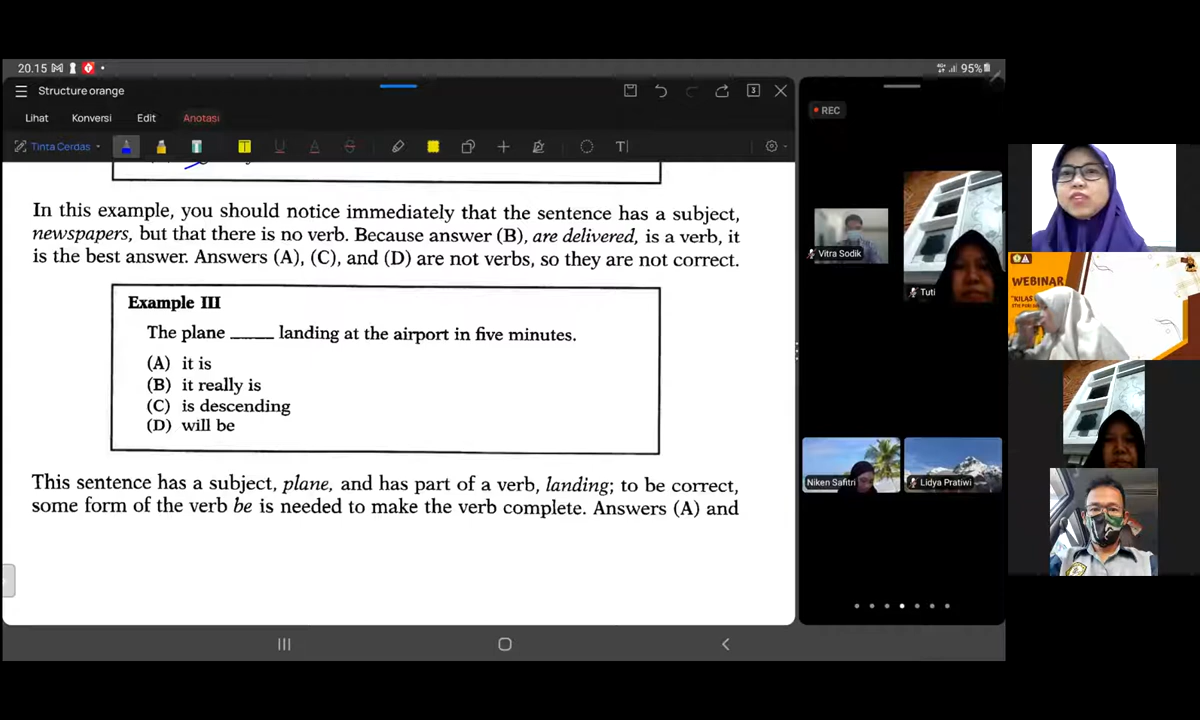 20.15
95%
Structure orange
3
Lihat Konversi Edit Anotasi
Tinta Cerdas
REC
In this example, you should notice immediately that the sentence has a subject,
newspapers, but that there is no verb. Because answer (B), are delivered, is a verb, it
is the best answer. Answers (A), (C), and (D) are not verbs, so they are not correct.
Example III
The plane _____ landing at the airport in five minutes.
(A) it is
(B) it really is
(C) is descending
(D) will be
This sentence has a subject, plane, and has part of a verb, landing; to be correct,
some form of the verb be is needed to make the verb complete. Answers (A) and
Vitra Sodik
Tuti
Niken Safitri
Lidya Pratiwi
WEBINAR